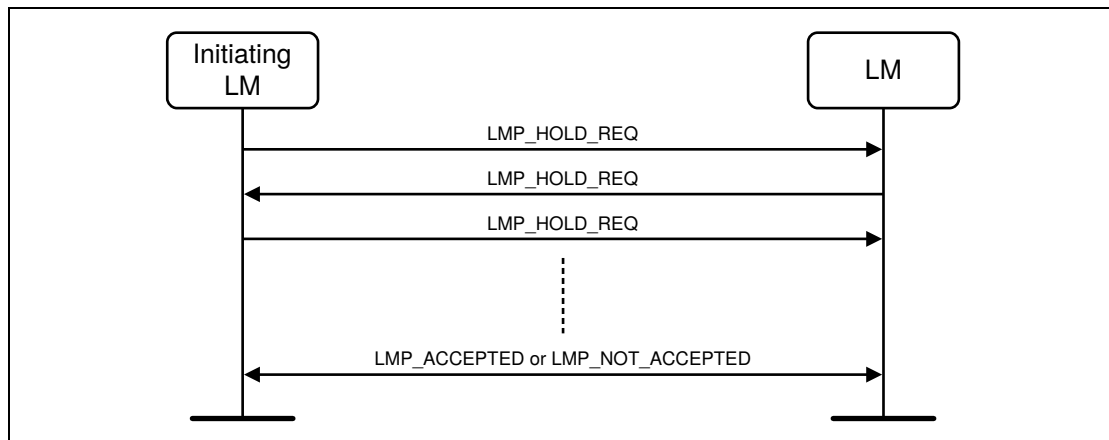 Initiating
LM
LM
LMP_HOLD_REQ
LMP_HOLD_REQ
LMP_HOLD_REQ
LMP_ACCEPTED or LMP_NOT_ACCEPTED